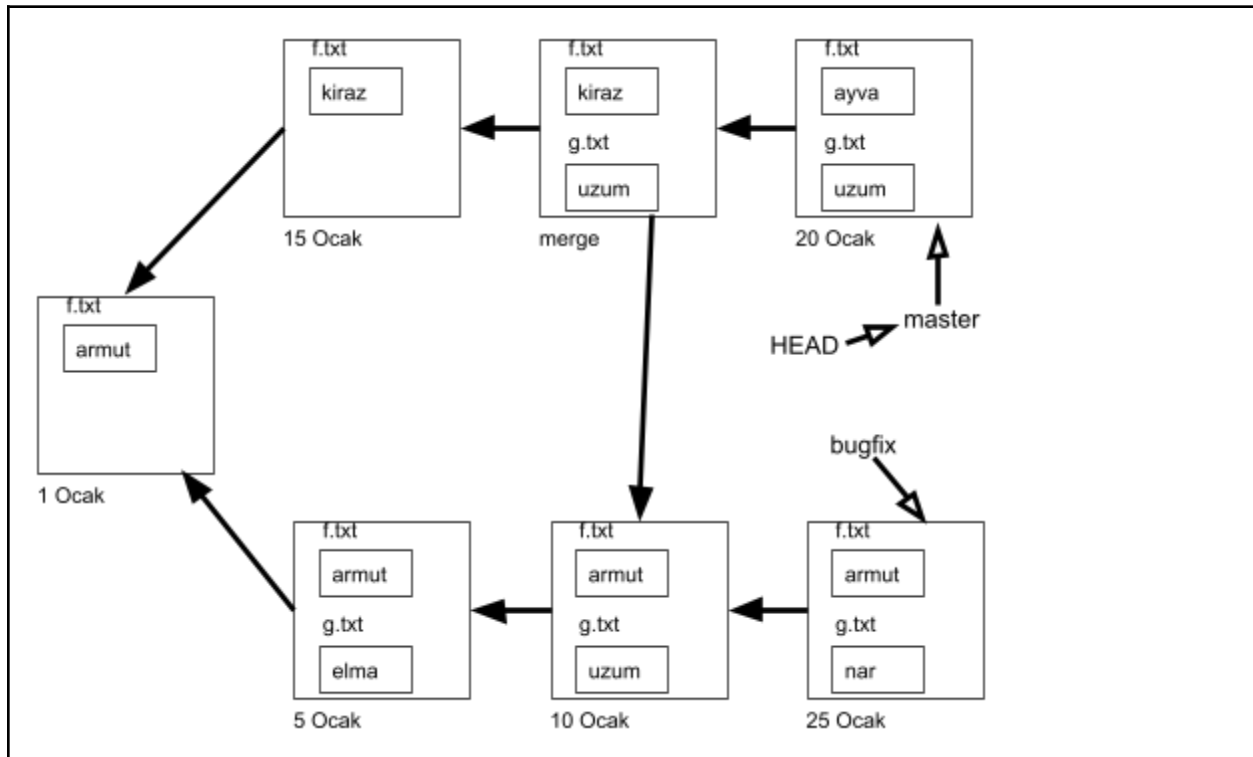 f.txt
kiraz
15 Ocak
f.txt
kiraz
g.txt
uzum
merge
f.txt
ayva
g.txt
uzum
20 Ocak
master
HEAD
f.txt
armut
1 Ocak
bugfix
f.txt
armut
g.txt
elma
5 Ocak
f.txt
armut
g.txt
uzum
10 Ocak
f.txt
armut
g.txt
nar
25 Ocak